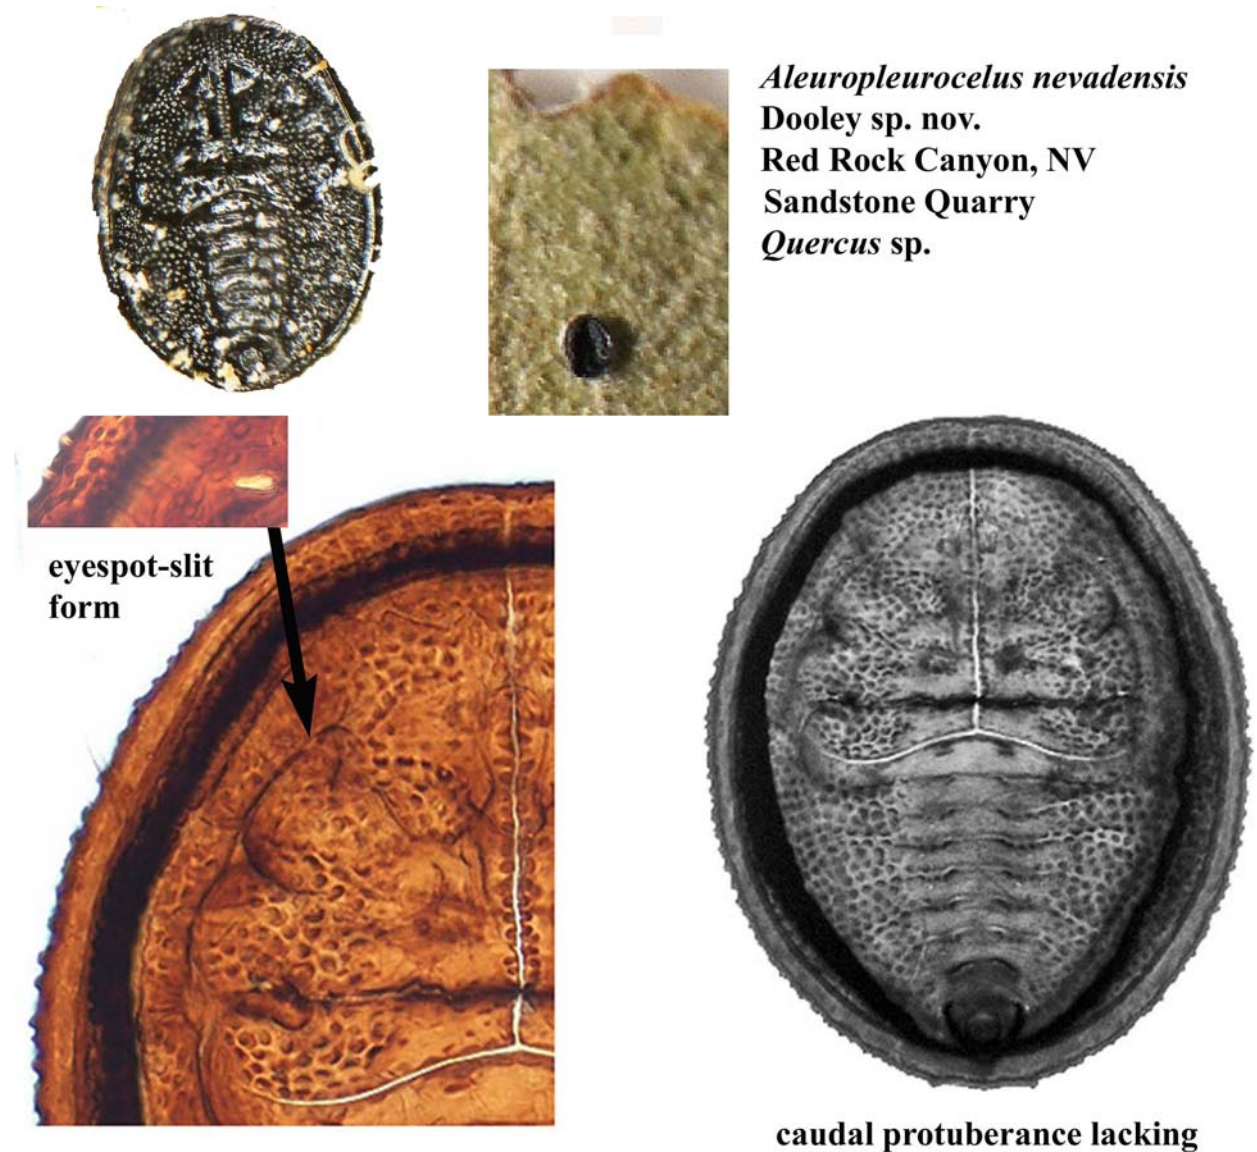 Aleuropleurocelus nevadensis
Dooley sp. nov.
Red Rock Canyon, NV
Sandstone Quarry
Quercus sp.
eyespot-slit
form
caudal protuberance lacking